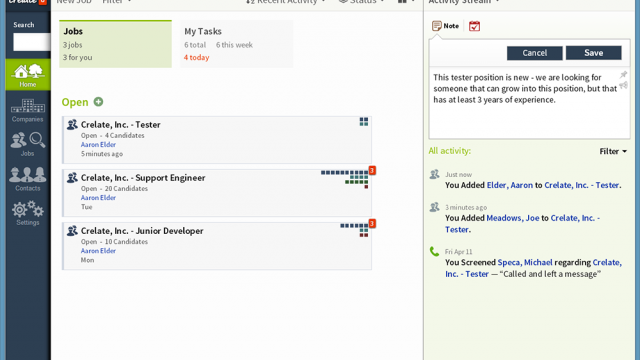 Crelate
New Job
Filter
Recent Activity
Status
Activity Stream
Search
Home
Companies
Jobs
Contacts
Settings
Jobs
3 jobs
3 for you
My Tasks
6 total 6 this week
4 today
Open
Crelate, Inc. - Tester
Open - 4 Candidates
Aaron Elder
5 minutes ago
Crelate, Inc. - Support Engineer
Open - 20 Candidates
Aaron Elder
Tue
3
Crelate, Inc. - Junior Developer
Open - 10 Candidates
Aaron Elder
Mon
3
Note
Cancel
Save
This tester position is new - we are looking for
someone that can grow into this position, but that
has at least 3 years of experience.
All activity:
Filter
Just now
You Added Elder, Aaron to Crelate, Inc. - Tester.
3 minutes ago
You Added Meadows, Joe to Crelate, Inc. -
Tester.
Fri Apr 11
You Screened Speca, Michael regarding Crelate,
Inc. - Tester — “Called and left a message”